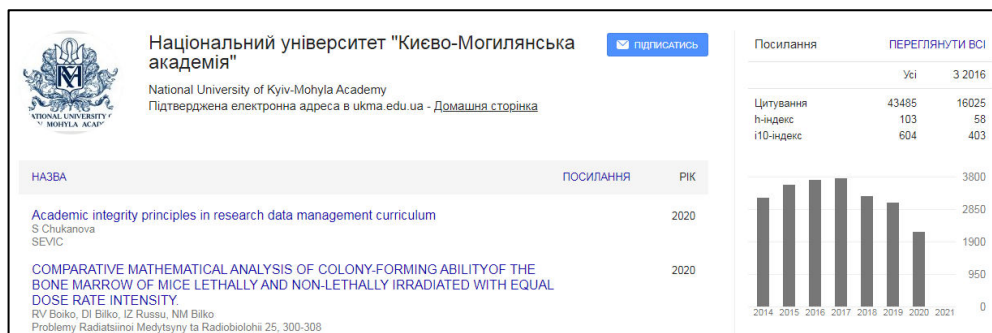 Національний університет "Києво-Могилянська
академія"
National University of Kyiv-Mohyla Academy
Підтверджена електронна адреса в ukma.edu.ua - Домашня сторінка
ПІДПИСАТИСЬ
NATIONAL UNIVERSITY
MOHYLA ACAD
НАЗВА ПОСИЛАННЯ РІК
Academic integrity principles in research data management curriculum 2020
S Chukanova
SEVIC
COMPARATIVE MATHEMATICAL ANALYSIS OF COLONY-FORMING ABILITYOF THE 2020
BONE MARROW OF MICE LETHALLY AND NON-LETHALLY IRRADIATED WITH EQUAL
DOSE RATE INTENSITY.
RV Boiko, DI Bilko, IZ Russu, NM Bilko
Problemy Radiatsiinoi Medytsyny ta Radiobiolohii 25, 300-308
Посилання ПЕРЕГЛЯНУТИ ВСІ
Усі З 2016
Цитування 43485 16025
h-індекс 103 58
i10-індекс 604 403
3800
2850
1900
950
0
2014 2015 2016 2017 2018 2019 2020 2021